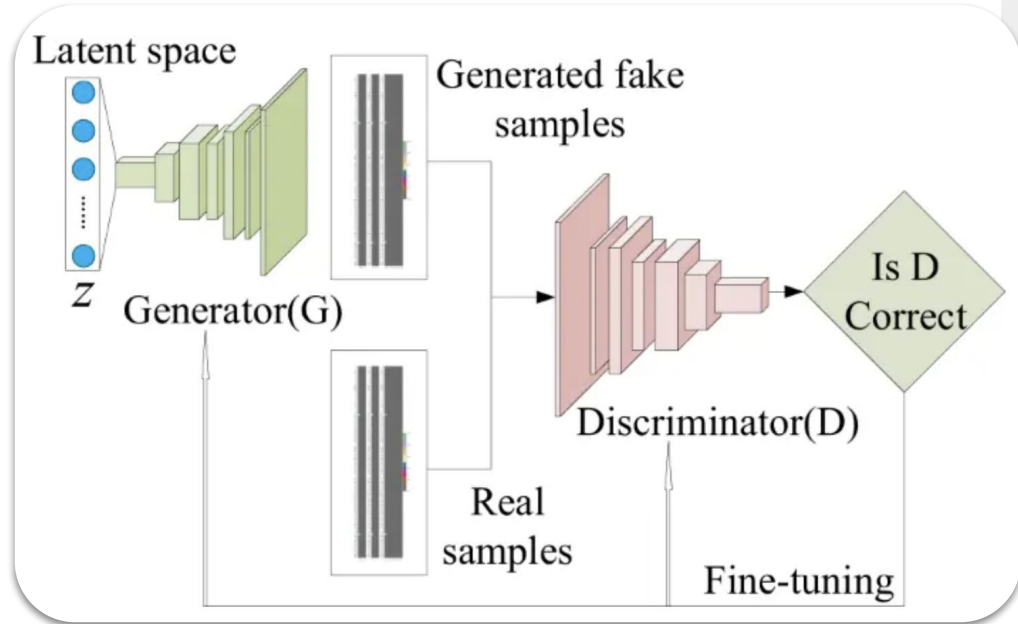 Latent space
Generated fake
samples
z
Generator(G)
Is D
Correct
Discriminator(D)
Real
samples
Fine-tuning